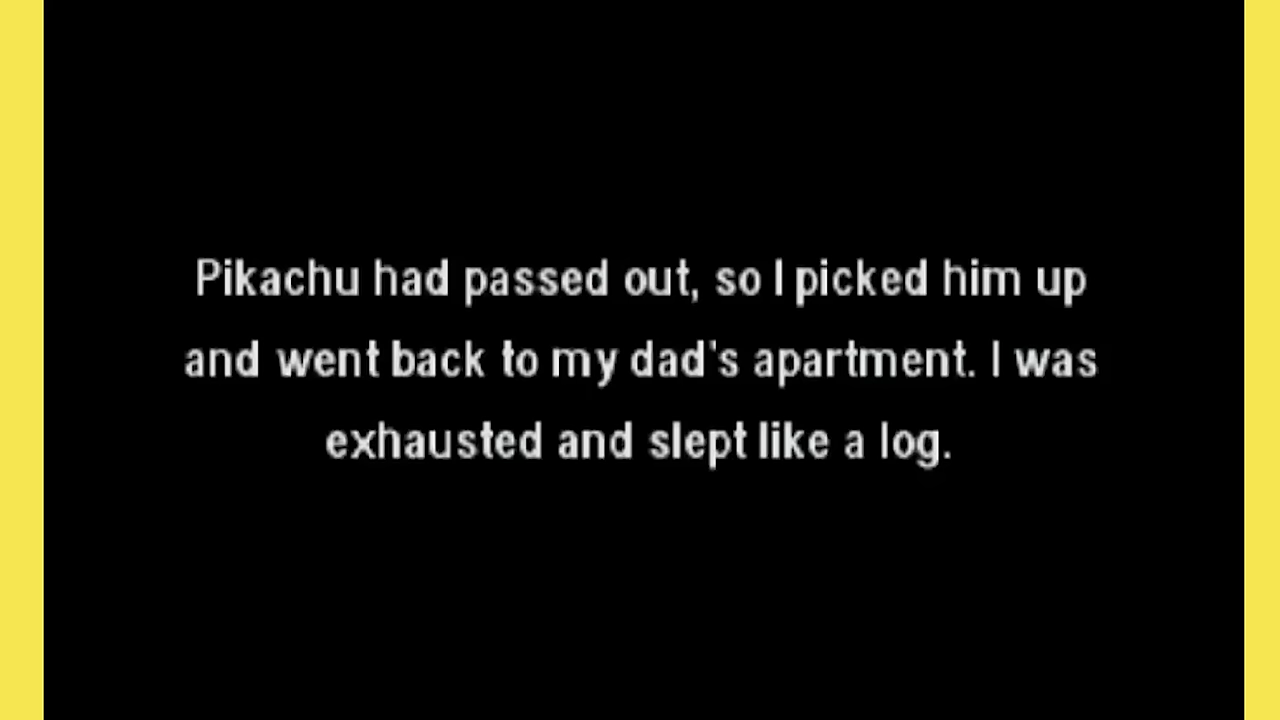 Pikachu had passed out, so I picked him up
and went back to my dad's apartment. I was
exhausted and slept like a log.